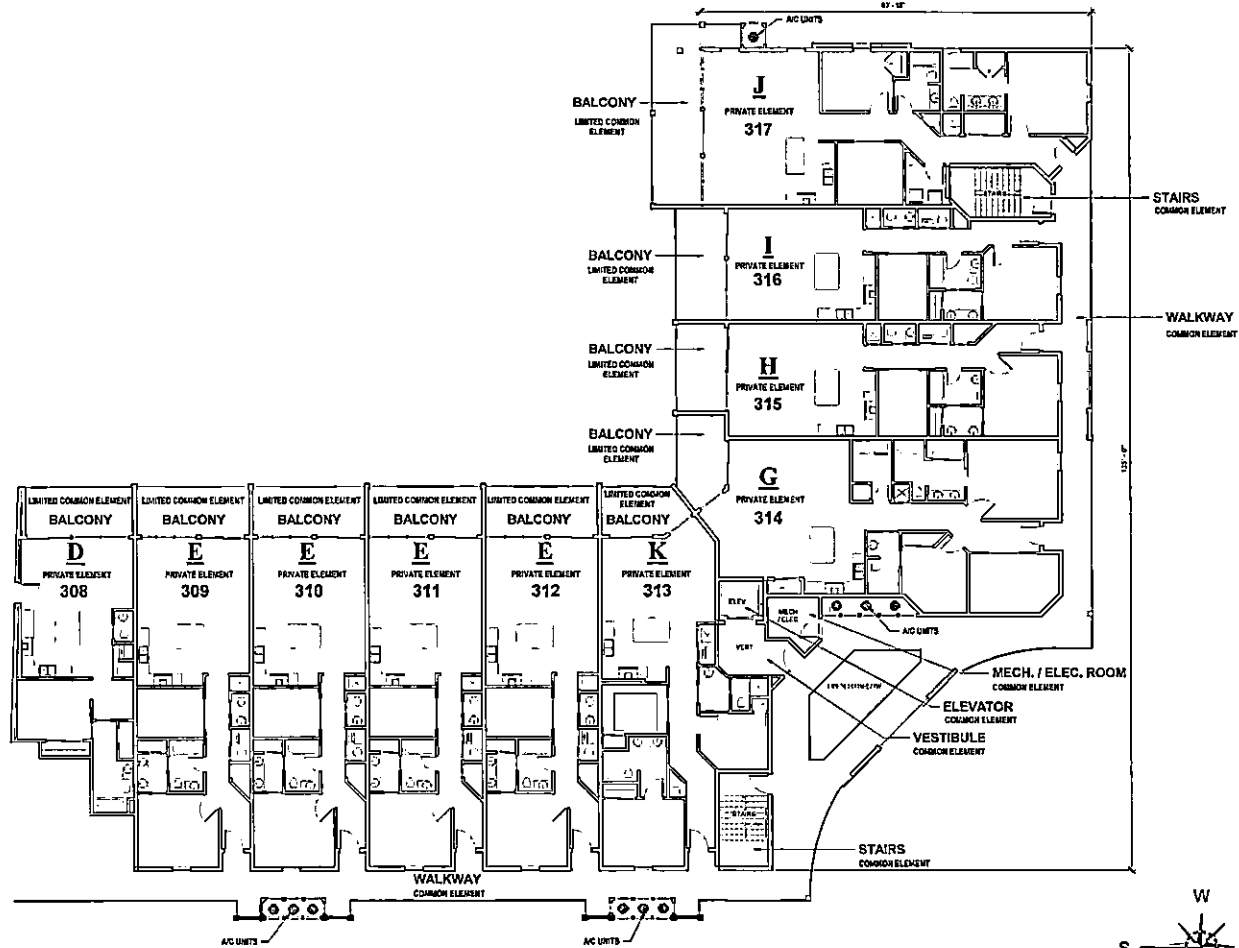 A/C UNITS
J
PRIVATE ELEMENT
317
BALCONY
LIMITED COMMON
ELEMENT
STAIRS
STAIRS
COMMON ELEMENT
BALCONY
LIMITED COMMON
ELEMENT
I
PRIVATE ELEMENT
316
WALKWAY
COMMON ELEMENT
BALCONY
LIMITED COMMON
ELEMENT
H
PRIVATE ELEMENT
315
BALCONY
LIMITED COMMON
ELEMENT
G
PRIVATE ELEMENT
314
LIMITED COMMON ELEMENT
BALCONY
LIMITED COMMON ELEMENT
BALCONY
LIMITED COMMON ELEMENT
BALCONY
LIMITED COMMON ELEMENT
BALCONY
LIMITED COMMON ELEMENT
BALCONY
LIMITED COMMON
ELEMENT
BALCONY
D
PRIVATE ELEMENT
308
E
PRIVATE ELEMENT
309
E
PRIVATE ELEMENT
310
E
PRIVATE ELEMENT
311
E
PRIVATE ELEMENT
312
K
PRIVATE ELEMENT
313
ELEV
MECH
/ ELEC
A/C UNITS
VEST
MECH. / ELEC. ROOM
COMMON ELEMENT
ELEVATOR
COMMON ELEMENT
VESTIBULE
COMMON ELEMENT
STAIRS
STAIRS
COMMON ELEMENT
WALKWAY
COMMON ELEMENT
A/C UNITS
A/C UNITS
W
S